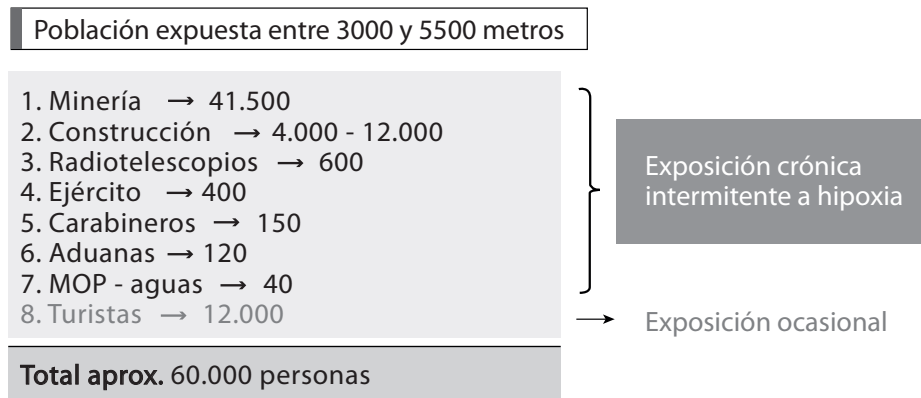 Población expuesta entre 3000 y 5500 metros
1. Minería → 41.500
2. Construcción → 4.000 - 12.000
3. Radiotelescopios → 600
4. Ejército → 400
5. Carabineros → 150
6. Aduanas → 120
7. MOP - aguas → 40
8. Turistas → 12.000
Exposición crónica
intermitente a hipoxia
→ Exposición ocasional
Total aprox. 60.000 personas